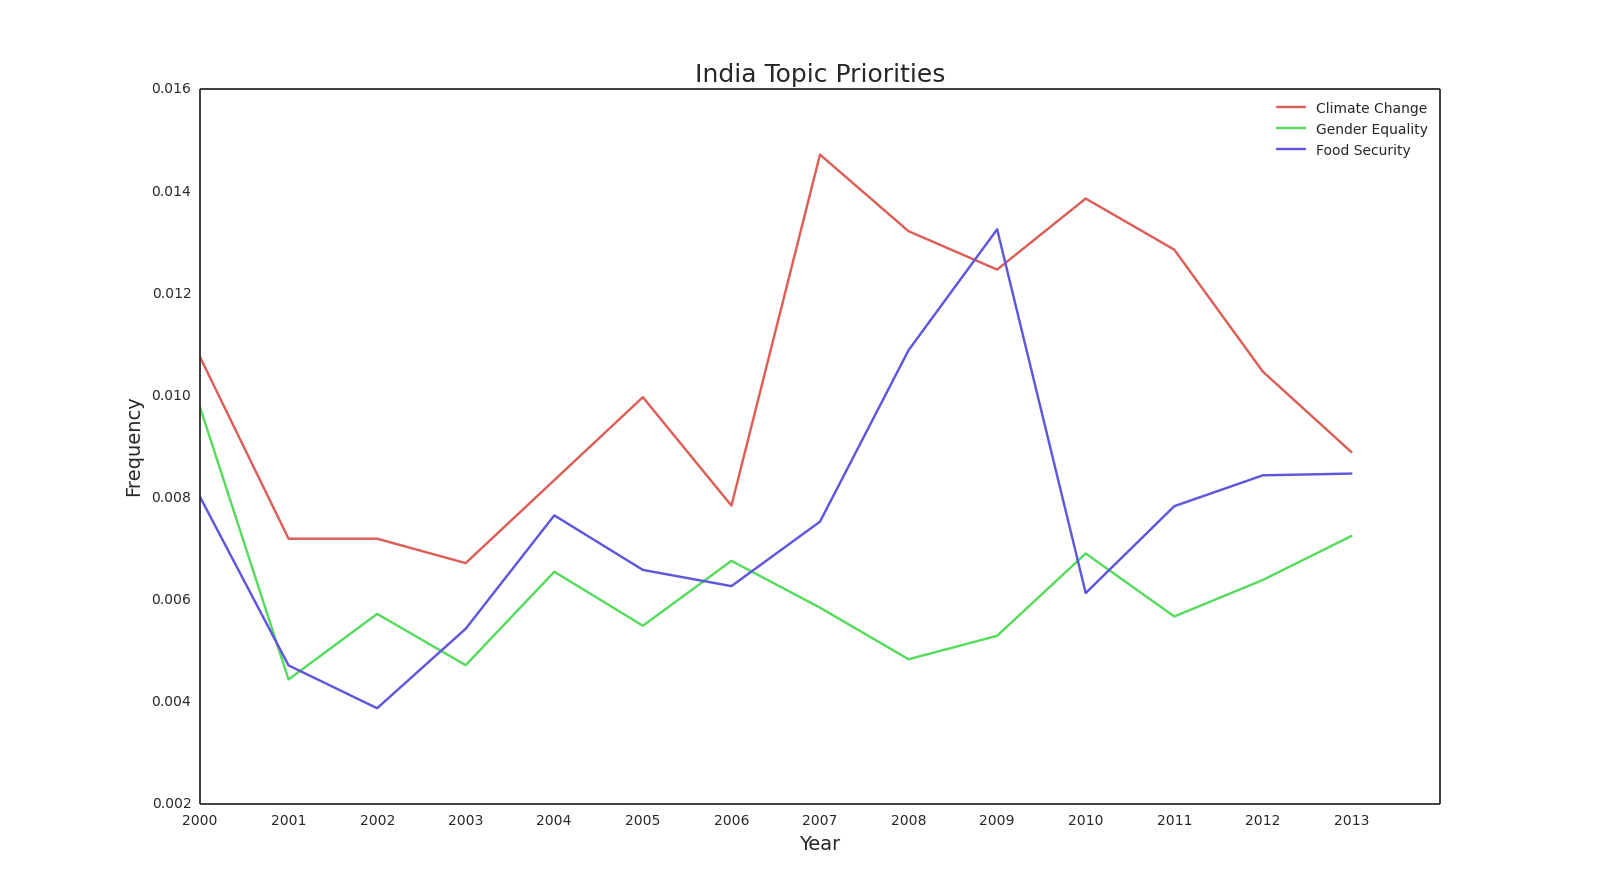 India Topic Priorities
0.016
0.014
0.012
0.010
0.008
0.006
0.004
0.002
Frequency
Climate Change
Gender Equality
Food Security
2000 2001 2002 2003 2004 2005 2006 2007 2008 2009 2010 2011 2012 2013
Year